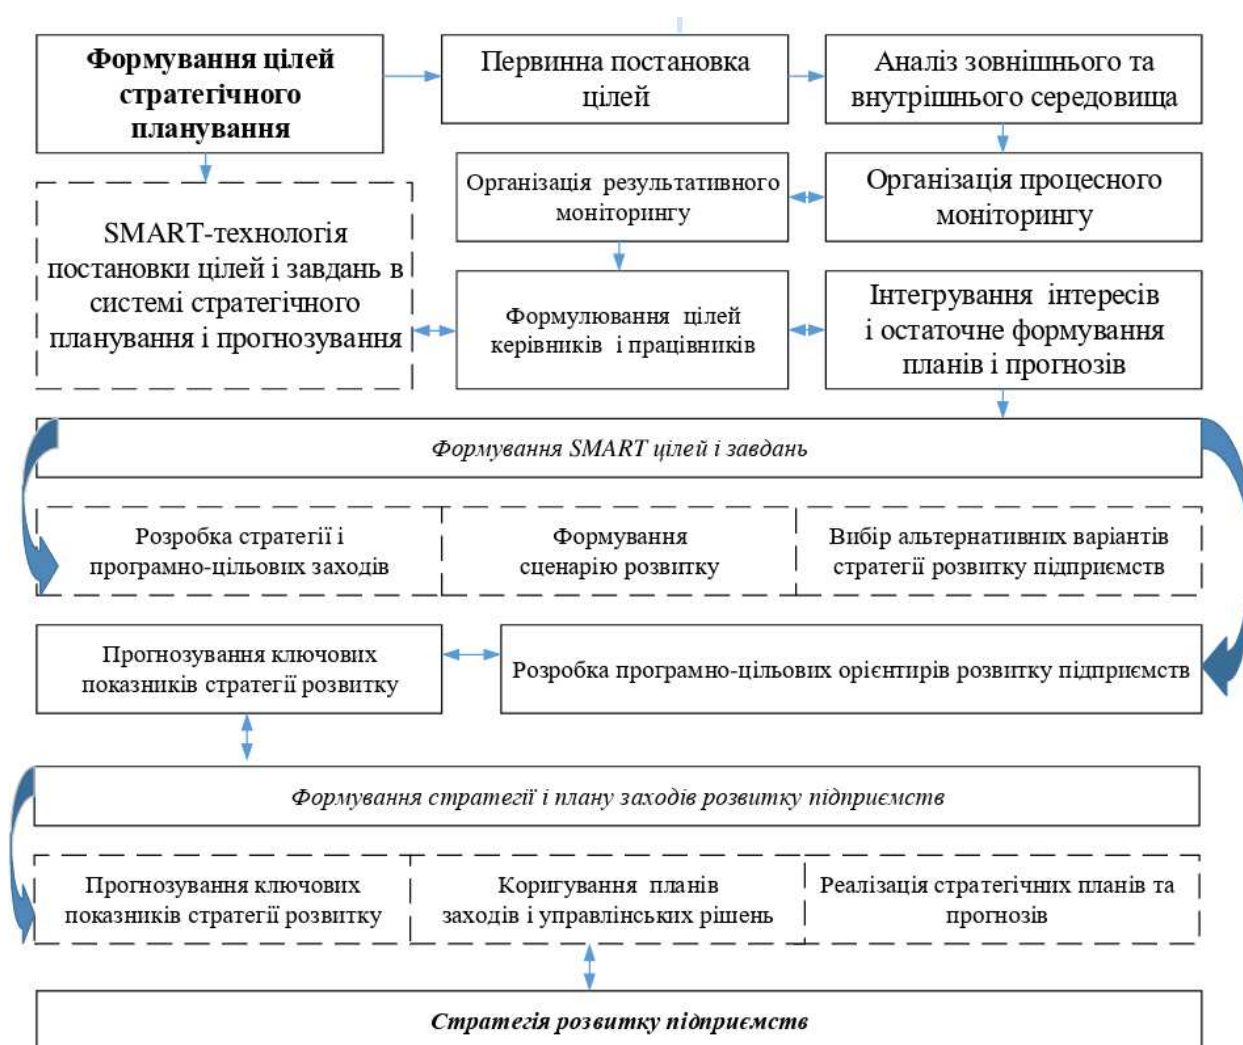 Формування цілей
стратегічного
планування
Первинна постановка
цілей
Аналіз зовнішнього та
внутрішнього середовища
SMART-технологія
постановки цілей і завдань в
системі стратегічного
планування і прогнозування
Організація результативного
моніторингу
Організація процесного
моніторингу
Формулювання цілей
керівників і працівників
Інтегрування інтересів
і остаточне формування
планів і прогнозів
Формування SMART цілей і завдань
Розробка стратегії і
програмно-цільових заходів
Формування
сценарію розвитку
Вибір альтернативних варіантів
стратегії розвитку підприємств
Прогнозування ключових
показників стратегії розвитку
Розробка програмно-цільових орієнтирів розвитку підприємств
Формування стратегії і плану заходів розвитку підприємств
Прогнозування ключових
показників стратегії розвитку
Коригування планів
заходів і управлінських рішень
Реалізація стратегічних планів та
прогнозів
Стратегія розвитку підприємств